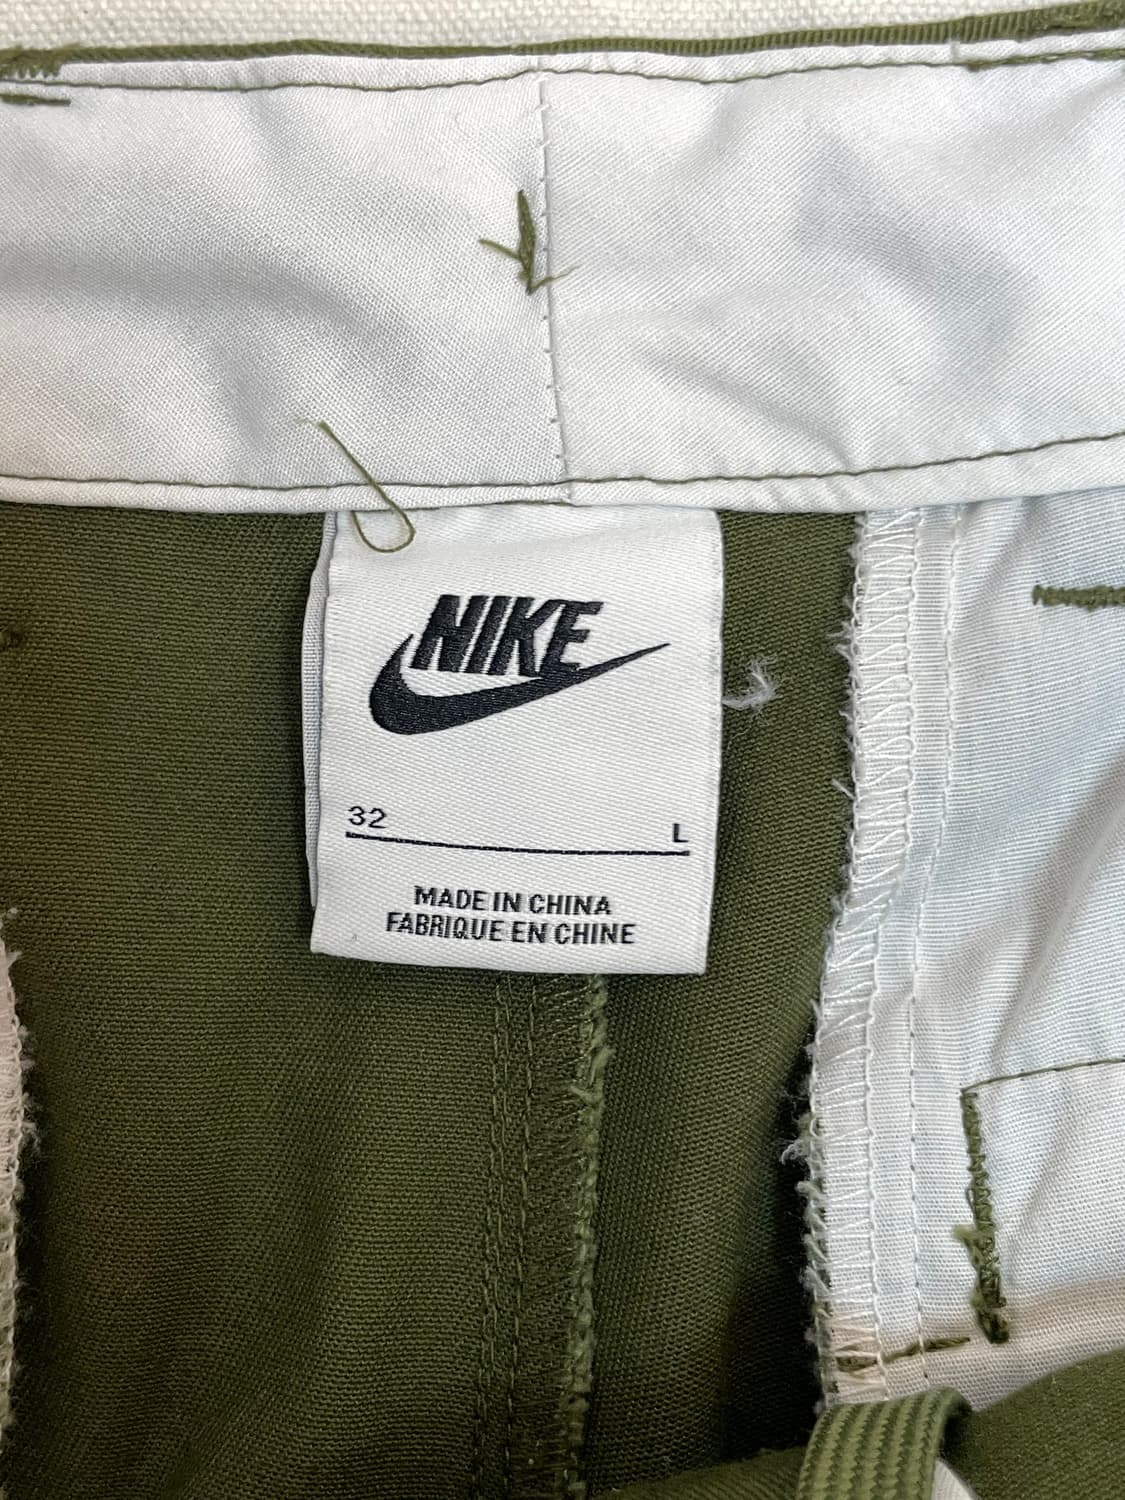 NIKE
32 L
MADE IN CHINA
FABRIQUE EN CHINE